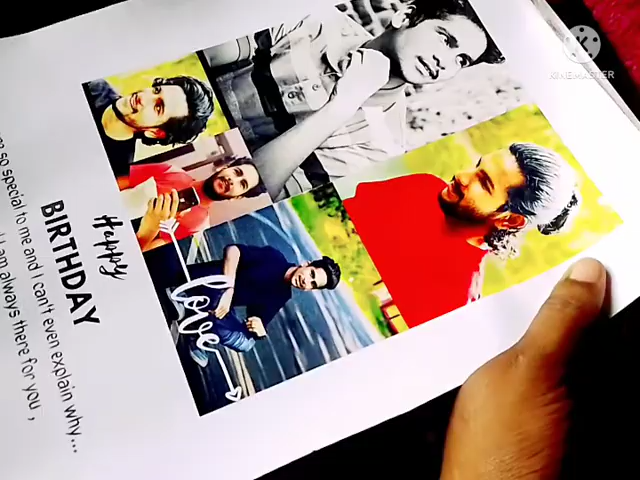 Happy
BIRTHDAY
so special to me and I can't even explain why...
I am always there for you,
love
KINEMASTER